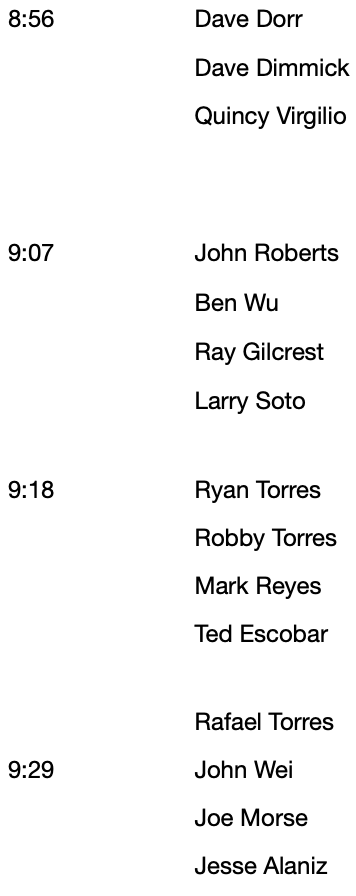 8:56 Dave Dorr
Dave Dimmick
Quincy Virgilio
9:07 John Roberts
Ben Wu
Ray Gilcrest
Larry Soto
9:18 Ryan Torres
Robby Torres
Mark Reyes
Ted Escobar
Rafael Torres
9:29 John Wei
Joe Morse
Jesse Alaniz